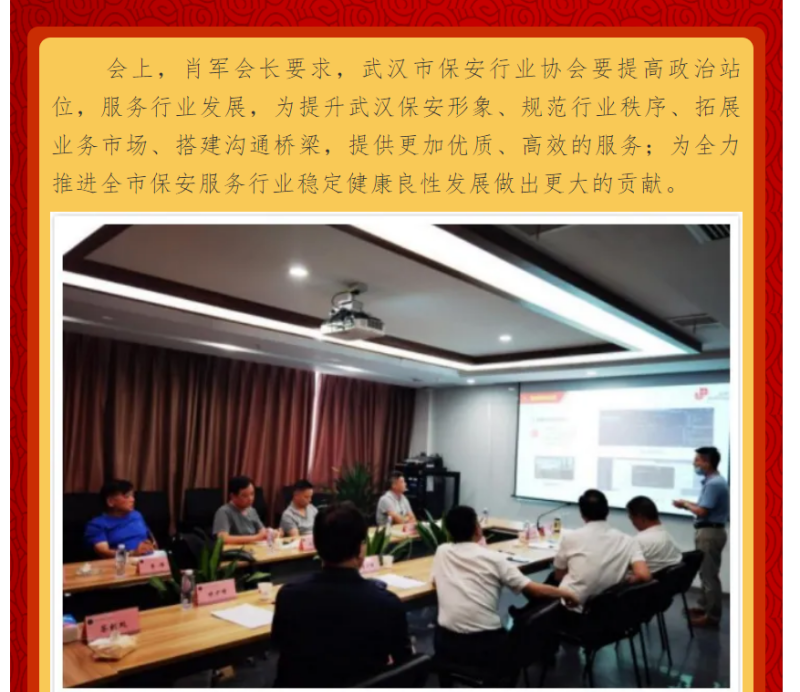 会上，肖军会长要求，武汉市保安行业协会要提高政治站
位，服务行业发展，为提升武汉保安形象、规范行业秩序、拓展
业务市场、搭建沟通桥梁，提供更加优质、高效的服务；为全力
推进全市保安服务行业稳定健康良性发展做出更大的贡献。